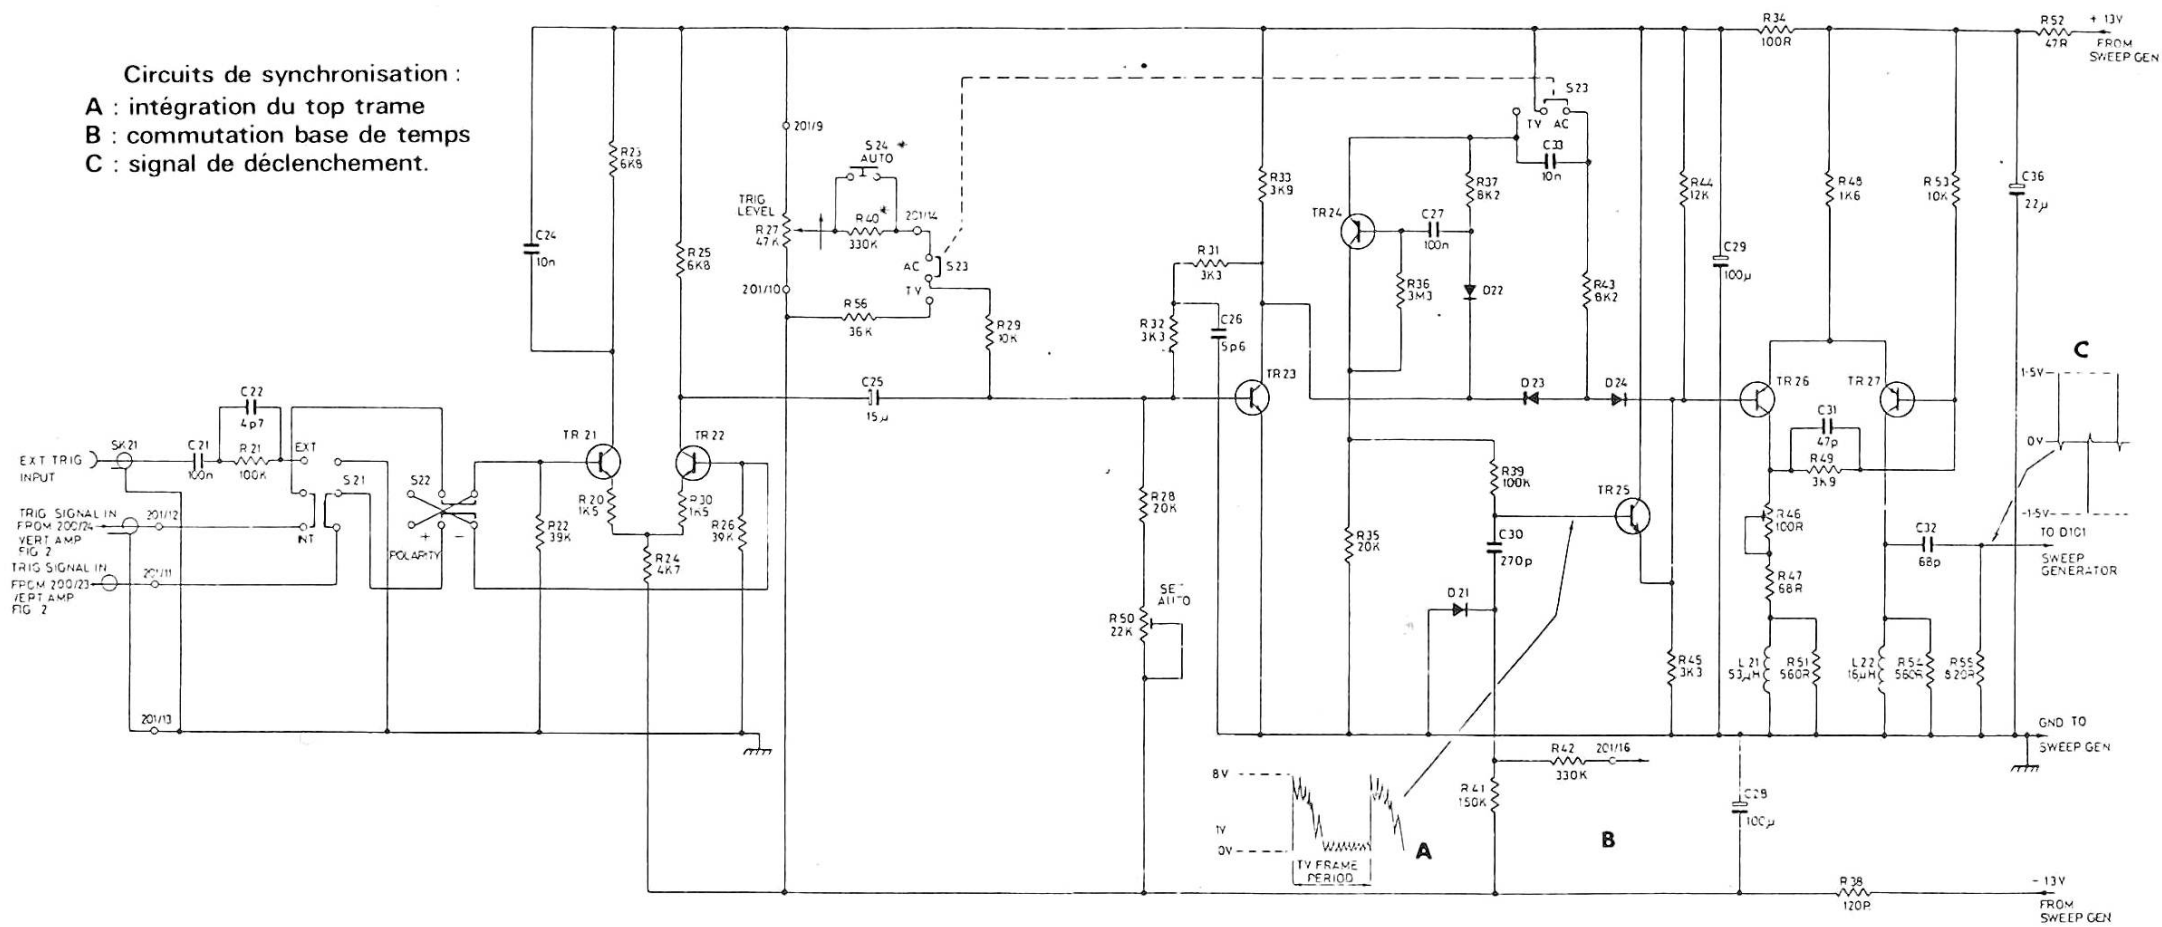 Circuits de synchronisation :
A : intégration du top trame
B : commutation base de temps
C : signal de déclenchement.
R34
100R
R52
47R
+ 13V
FROM
SWEEP GEN
S23
TV AC
C33
10n
201/9
S24 *
AUTO
R23
6K8
R33
3K9
R37
8K2
R44
12K
R48
1K6
R53
10K
C36
22µ
TRIG
LEVEL
R27
47K
R40*
330K
201/14
TR24
C27
100n
C24
10n
R25
6K8
AC
S23
TV
R31
3K3
C29
100µ
201/10
R56
36K
R36
3M3
D22
R43
8K2
R29
10K
R32
3K3
C26
5p6
C
1·5V
0V
-1·5V
TR23
C25
15µ
D23
D24
TR26
TR27
C22
4p7
C31
47p
R49
3K9
EXT TRIG
INPUT
SK21
C21
100n
R21
100K
EXT
TR21
TR22
S21
S22
R20
1K5
R30
1K5
R39
100K
TR25
TRIG SIGNAL IN
FROM 200/24
VERT AMP
FIG 2
201/12
INT
+ -
POLARITY
R22
39K
R26
39K
R24
4K7
R28
20K
R35
20K
C30
270p
R46
100R
C32
68p
TO D101
SWEEP
GENERATOR
TRIG SIGNAL IN
FROM 200/23
VERT AMP
FIG 2
201/11
R47
68R
SET
AUTO
R50
22K
D21
R45
3K3
L21
53µH
R51
560R
L22
16µH
R54
560R
R55
820R
201/13
GND TO
SWEEP GEN
R42
330K
201/16
8V
1V
0V
TV FRAME
PERIOD
A
R41
150K
B
C28
100µ
R38
120R
- 13V
FROM
SWEEP GEN